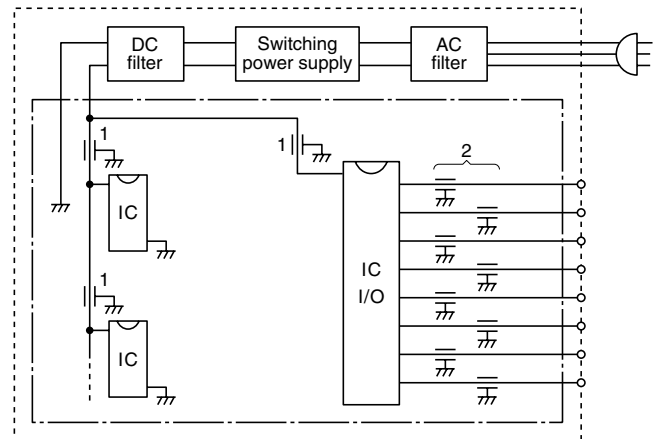 DC
filter
Switching
power supply
AC
filter
1
1
2
IC
IC
I/O
1
IC